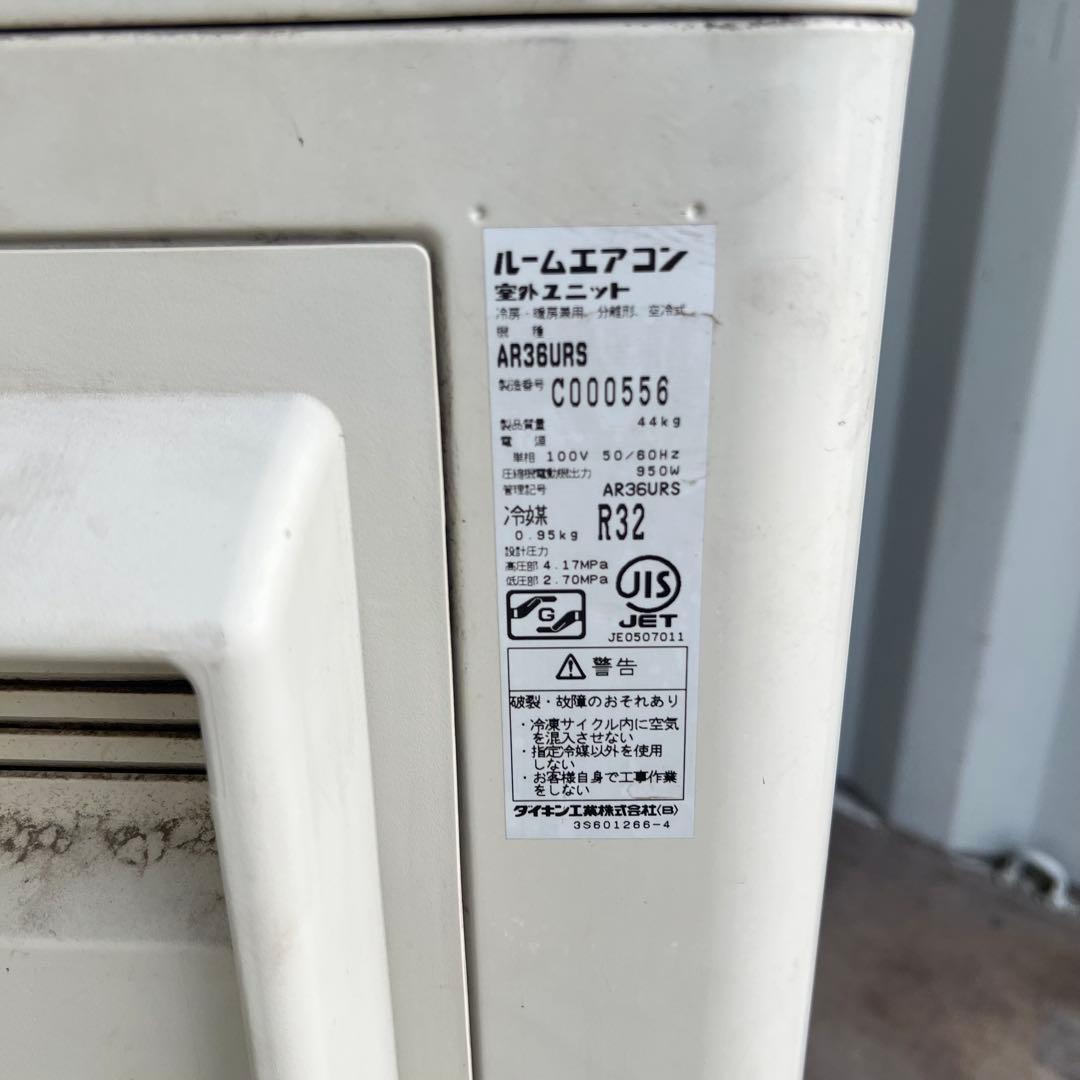 ルームエアコン
室外ユニット
冷房・暖房兼用、分離形、空冷式
機 種
AR36URS
製造番号 C000556
製品質量 44kg
電 源
単相 100V 50/60Hz
圧縮機電動機出力 950W
管理記号 AR36URS
冷媒 R32
0.95kg
設計圧力
高圧部 4.17MPa
低圧部 2.70MPa
JIS
G
JET
JE0507011
⚠ 警告
破裂・故障のおそれあり
・冷凍サイクル内に空気
を混入させない
・指定冷媒以外を使用
しない
・お客様自身で工事作業
をしない
ダイキン工業株式会社(B)
3S601266-4